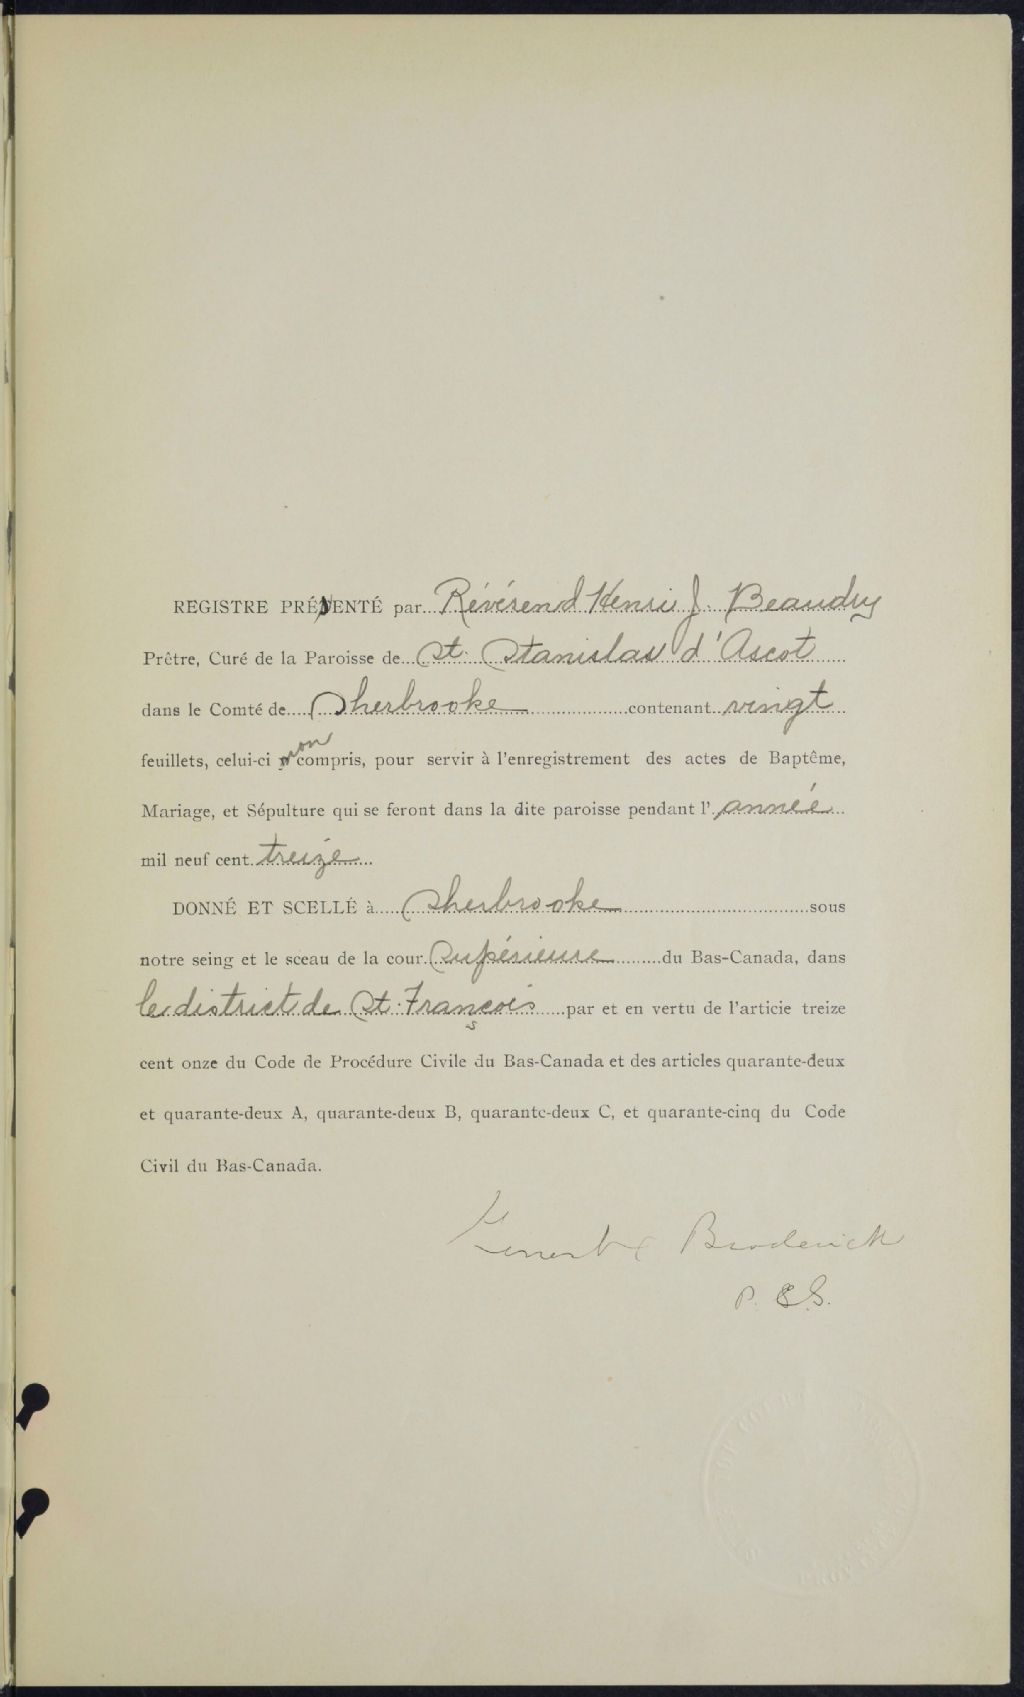 REGISTRE PRÉSENTÉ par Révérend Henri J. Beaudry
Prêtre, Curé de la Paroisse de St. Stanislas d'Ascot
dans le Comté de Sherbrooke contenant vingt
feuillets, celui-ci non compris, pour servir à l'enregistrement des actes de Baptême,
Mariage, et Sépulture qui se feront dans la dite paroisse pendant l'année
mil neuf cent treize
DONNÉ ET SCELLÉ à Sherbrooke sous
notre seing et le sceau de la cour Supérieure du Bas-Canada, dans
le district de St. Francois par et en vertu de l'articie treize
cent onze du Code de Procédure Civile du Bas-Canada et des articles quarante-deux
et quarante-deux A, quarante-deux B, quarante-deux C, et quarante-cinq du Code
Civil du Bas-Canada.
Broderick